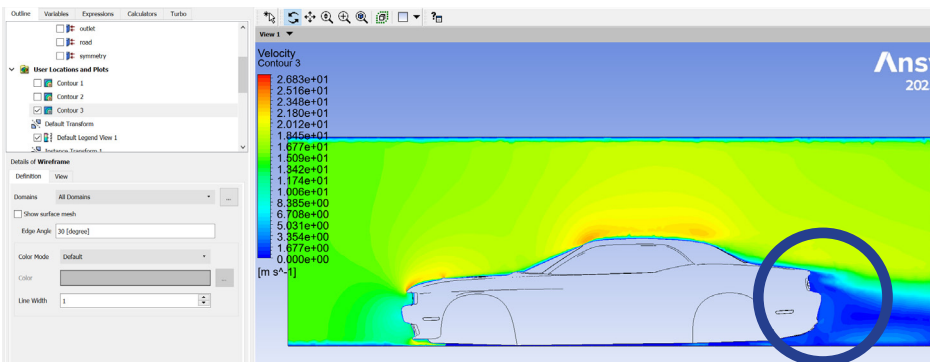 Outline Variables Expressions Calculators Turbo
outlet
road
symmetry
User Locations and Plots
Contour 1
Contour 2
Contour 3
Default Transform
Default Legend View 1
Instance Transform 1
Details of Wireframe
Definition View
Domains All Domains ...
Show surface mesh
Edge Angle 30 [degree]
Color Mode Default
Color ...
Line Width 1
View 1
Velocity
Contour 3
2.683e+01
2.516e+01
2.348e+01
2.180e+01
2.012e+01
1.845e+01
1.677e+01
1.509e+01
1.342e+01
1.174e+01
1.006e+01
8.385e+00
6.708e+00
5.031e+00
3.354e+00
1.677e+00
0.000e+00
[m s^-1]
Ans
202